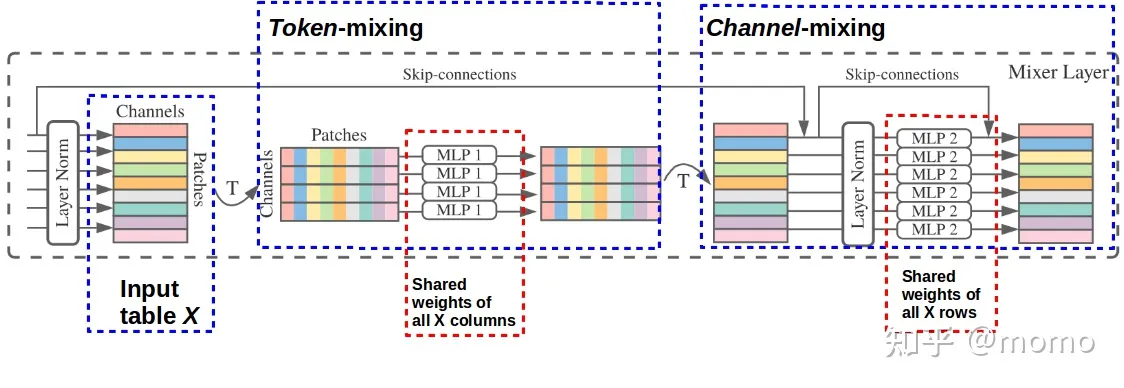 Token-mixing
Channel-mixing
Skip-connections
Skip-connections
Mixer Layer
Channels
Layer Norm
Patches
T
Patches
Channels
MLP 1
MLP 1
MLP 1
MLP 1
T
Layer Norm
MLP 2
MLP 2
MLP 2
MLP 2
MLP 2
MLP 2
Input
table X
Shared
weights of
all X columns
Shared
weights of
all X rows
知乎 @momo